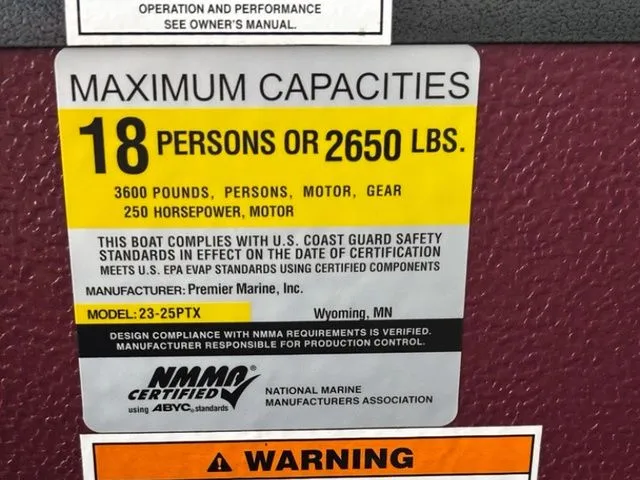 OPERATION AND PERFORMANCE
SEE OWNER'S MANUAL.
MAXIMUM CAPACITIES
18 PERSONS OR 2650 LBS.
3600 POUNDS, PERSONS, MOTOR, GEAR
250 HORSEPOWER, MOTOR
THIS BOAT COMPLIES WITH U.S. COAST GUARD SAFETY
STANDARDS IN EFFECT ON THE DATE OF CERTIFICATION
MEETS U.S. EPA EVAP STANDARDS USING CERTIFIED COMPONENTS
MANUFACTURER: Premier Marine, Inc.
MODEL: 23-25PTX Wyoming, MN
DESIGN COMPLIANCE WITH NMMA REQUIREMENTS IS VERIFIED.
MANUFACTURER RESPONSIBLE FOR PRODUCTION CONTROL.
NMMA®
CERTIFIED
using ABYC® standards
NATIONAL MARINE
MANUFACTURERS ASSOCIATION
WARNING